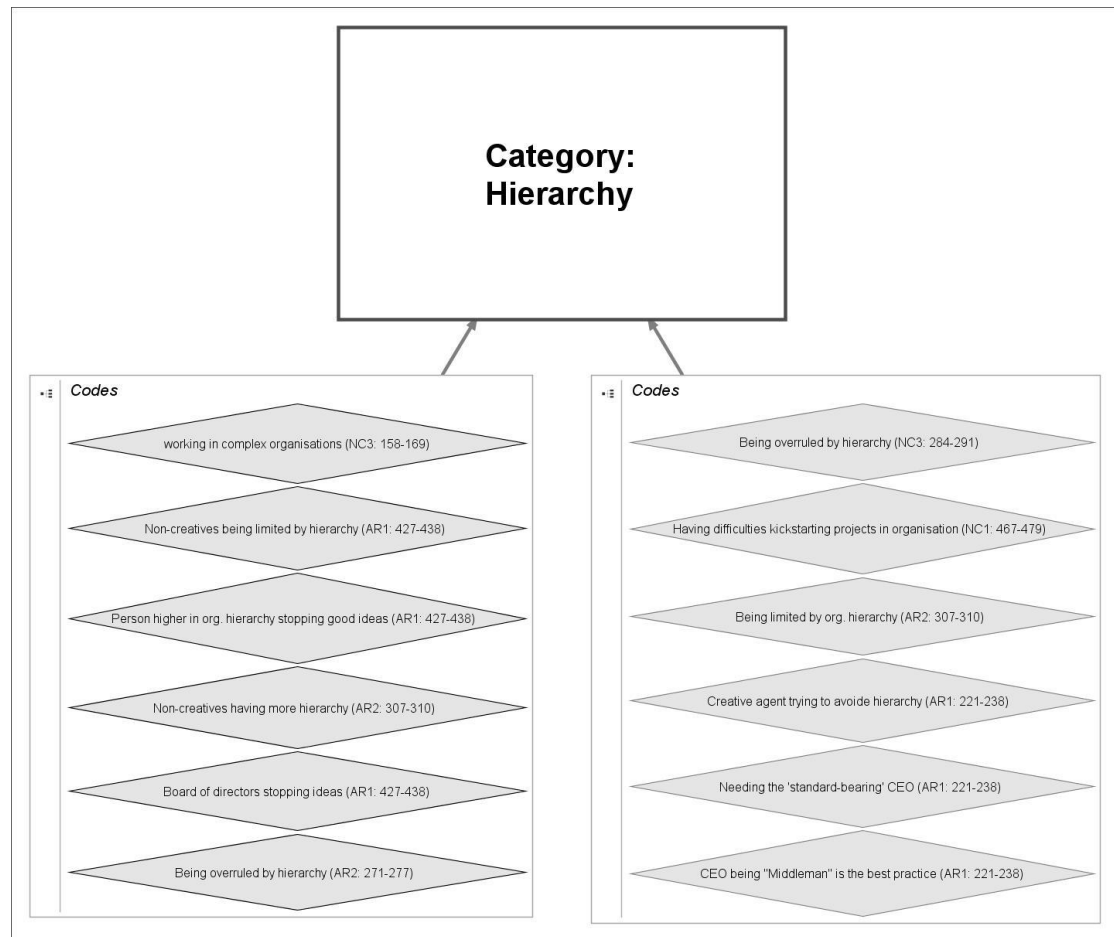 Category:
Hierarchy
Codes
working in complex organisations (NC3: 158-169)
Non-creatives being limited by hierarchy (AR1: 427-438)
Person higher in org. hierarchy stopping good ideas (AR1: 427-438)
Non-creatives having more hierarchy (AR2: 307-310)
Board of directors stopping ideas (AR1: 427-438)
Being overruled by hierarchy (AR2: 271-277)
Codes
Being overruled by hierarchy (NC3: 284-291)
Having difficulties kickstarting projects in organisation (NC1: 467-479)
Being limited by org. hierarchy (AR2: 307-310)
Creative agent trying to avoide hierarchy (AR1: 221-238)
Needing the 'standard-bearing' CEO (AR1: 221-238)
CEO being "Middleman" is the best practice (AR1: 221-238)